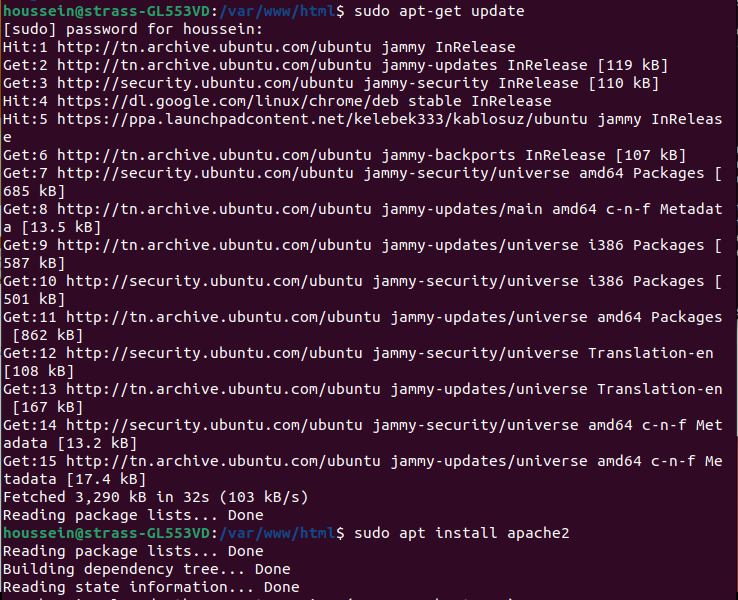 houssein@strass-GL553VD:/var/www/html$ sudo apt-get update
[sudo] password for houssein:
Hit:1 http://tn.archive.ubuntu.com/ubuntu jammy InRelease
Get:2 http://tn.archive.ubuntu.com/ubuntu jammy-updates InRelease [119 kB]
Get:3 http://security.ubuntu.com/ubuntu jammy-security InRelease [110 kB]
Hit:4 https://dl.google.com/linux/chrome/deb stable InRelease
Hit:5 https://ppa.launchpadcontent.net/kelebek333/kablosuz/ubuntu jammy InReleas
e
Get:6 http://tn.archive.ubuntu.com/ubuntu jammy-backports InRelease [107 kB]
Get:7 http://security.ubuntu.com/ubuntu jammy-security/universe amd64 Packages [
685 kB]
Get:8 http://tn.archive.ubuntu.com/ubuntu jammy-updates/main amd64 c-n-f Metadat
a [13.5 kB]
Get:9 http://tn.archive.ubuntu.com/ubuntu jammy-updates/universe i386 Packages [
587 kB]
Get:10 http://security.ubuntu.com/ubuntu jammy-security/universe i386 Packages [
501 kB]
Get:11 http://tn.archive.ubuntu.com/ubuntu jammy-updates/universe amd64 Packages
 [862 kB]
Get:12 http://security.ubuntu.com/ubuntu jammy-security/universe Translation-en
[108 kB]
Get:13 http://tn.archive.ubuntu.com/ubuntu jammy-updates/universe Translation-en
 [167 kB]
Get:14 http://security.ubuntu.com/ubuntu jammy-security/universe amd64 c-n-f Met
adata [13.2 kB]
Get:15 http://tn.archive.ubuntu.com/ubuntu jammy-updates/universe amd64 c-n-f Me
tadata [17.4 kB]
Fetched 3,290 kB in 32s (103 kB/s)
Reading package lists... Done
houssein@strass-GL553VD:/var/www/html$ sudo apt install apache2
Reading package lists... Done
Building dependency tree... Done
Reading state information... Done